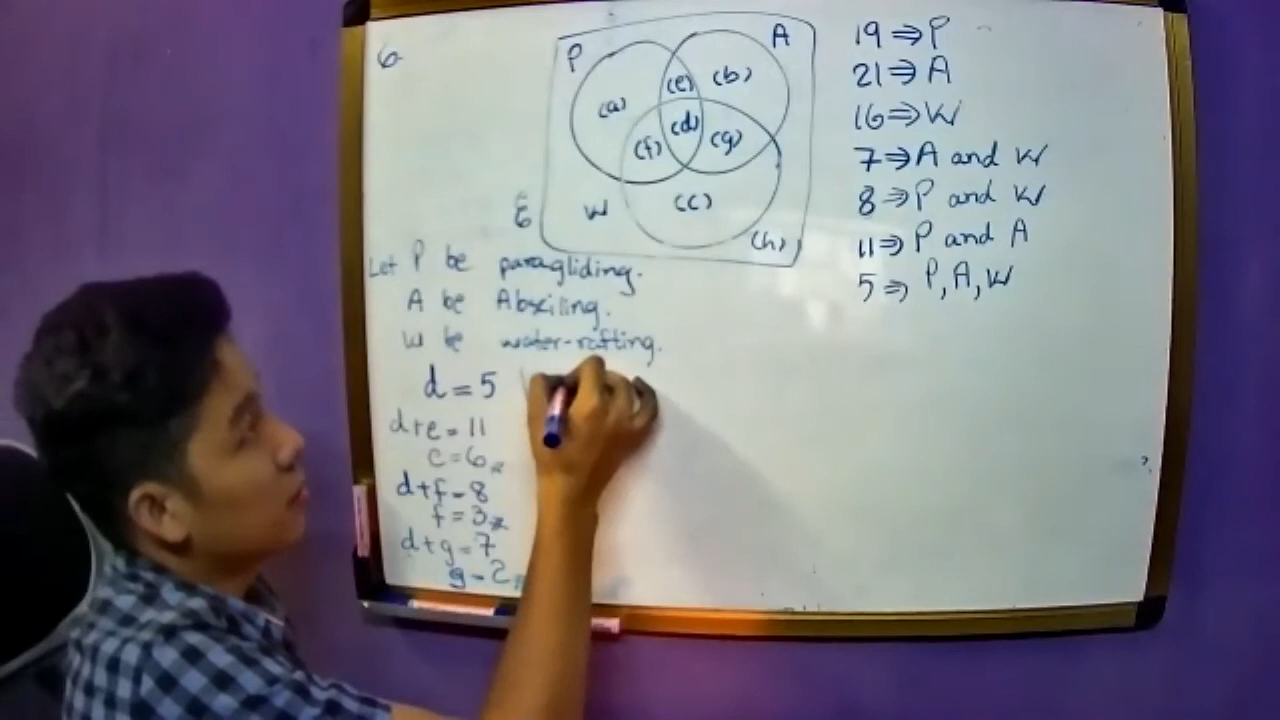 6.
P
A
(e)
(b)
(a)
(d)
(f)
(g)
W
(c)
(h)
ξ
19 ⇒ P
21 ⇒ A
16 ⇒ W
7 ⇒ A and W
8 ⇒ P and W
11 ⇒ P and A
5 ⇒ P, A, W
Let P be paragliding.
A be Abseiling.
W be water-rafting.
d = 5
d+e = 11
e = 6
d+f = 8
f = 3
d+g = 7
g = 2